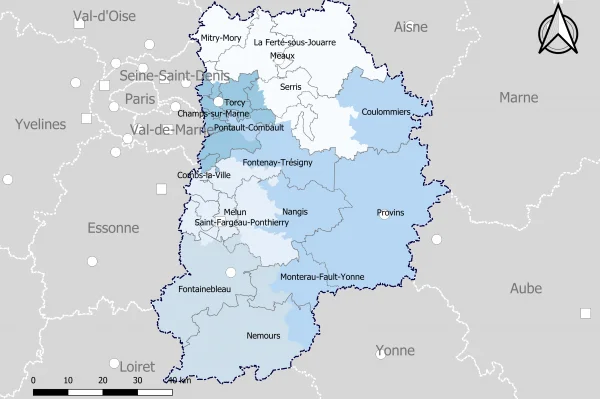 Val-d'Oise
Aisne
Mitry-Mory
La Ferté-sous-Jouarre
Meaux
Seine-Saint-Denis
Serris
Marne
Paris
Torcy
Champs-sur-Marne
Coulommiers
Yvelines
Val-de-Marne
Pontault-Combault
Fontenay-Trésigny
Combs-la-Ville
Melun
Nangis
Provins
Saint-Fargeau-Ponthierry
Essonne
Monterau-Fault-Yonne
Fontainebleau
Aube
Nemours
Yonne
Loiret
0 10 20 30 40 km